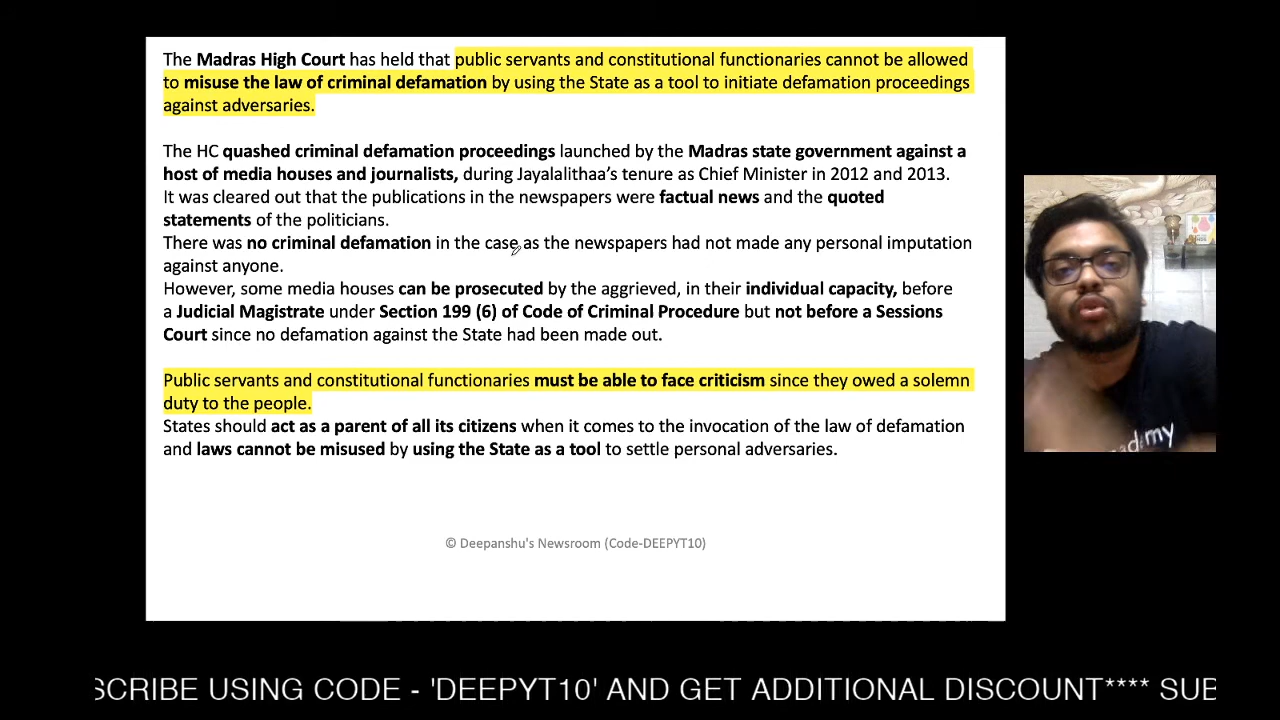 The Madras High Court has held that public servants and constitutional functionaries cannot be allowed
to misuse the law of criminal defamation by using the State as a tool to initiate defamation proceedings
against adversaries.
The HC quashed criminal defamation proceedings launched by the Madras state government against a
host of media houses and journalists, during Jayalalithaa’s tenure as Chief Minister in 2012 and 2013.
It was cleared out that the publications in the newspapers were factual news and the quoted
statements of the politicians.
There was no criminal defamation in the case as the newspapers had not made any personal imputation
against anyone.
However, some media houses can be prosecuted by the aggrieved, in their individual capacity, before
a Judicial Magistrate under Section 199 (6) of Code of Criminal Procedure but not before a Sessions
Court since no defamation against the State had been made out.
Public servants and constitutional functionaries must be able to face criticism since they owed a solemn
duty to the people.
States should act as a parent of all its citizens when it comes to the invocation of the law of defamation
and laws cannot be misused by using the State as a tool to settle personal adversaries.
© Deepanshu's Newsroom (Code-DEEPYT10)
SCRIBE USING CODE - 'DEEPYT10' AND GET ADDITIONAL DISCOUNT**** SUB